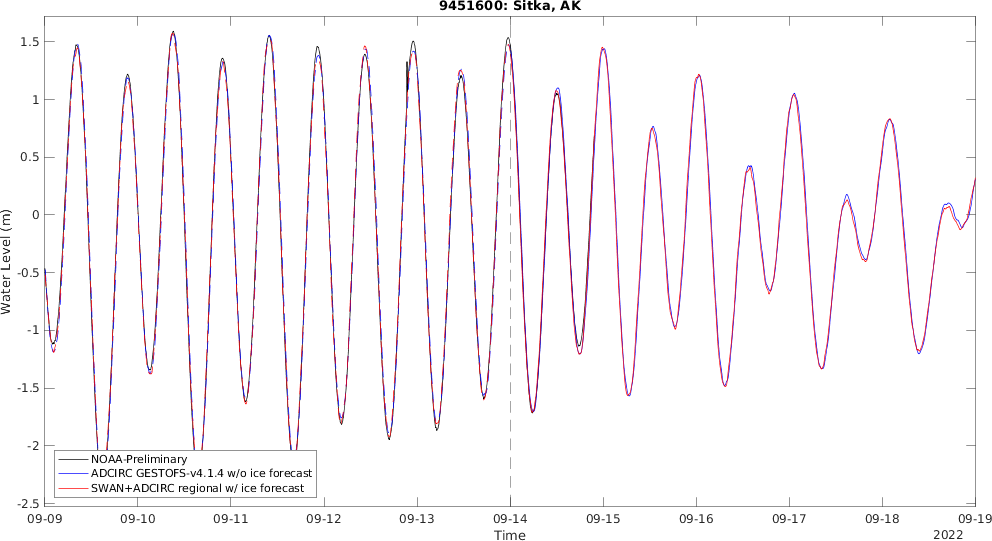 9451600: Sitka, AK
1.5
1
0.5
0
-0.5
-1
-1.5
-2
-2.5
Water Level (m)
NOAA-Preliminary
ADCIRC GESTOFS-v4.1.4 w/o ice forecast
SWAN+ADCIRC regional w/ ice forecast
09-09 09-10 09-11 09-12 09-13 09-14 09-15 09-16 09-17 09-18 09-19
Time
2022